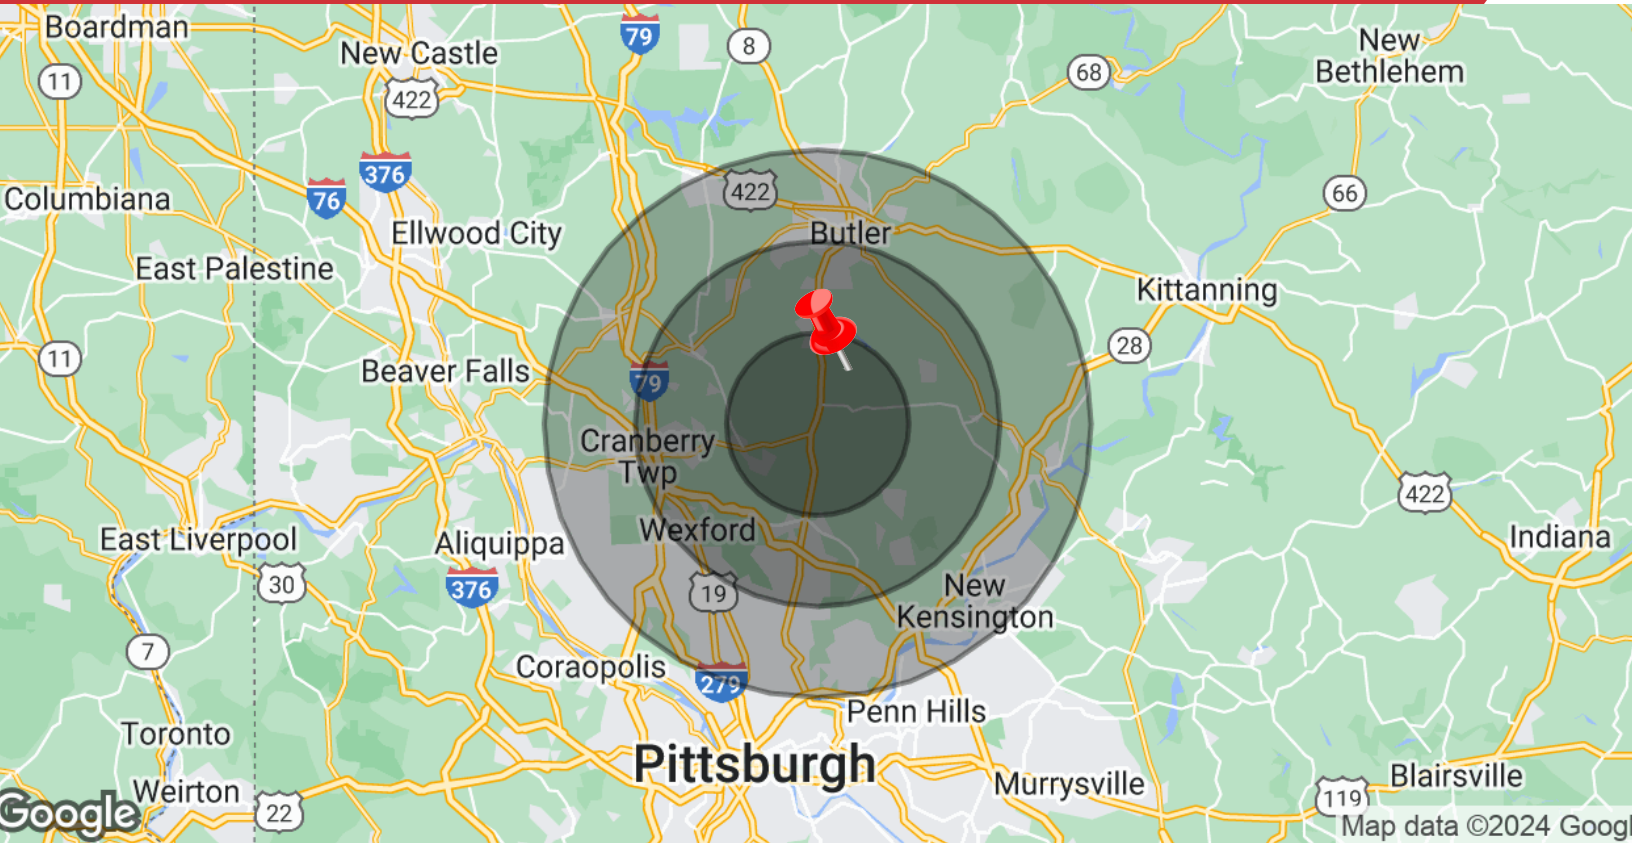 Boardman
New Castle
79
8
68
New
Bethlehem
11
422
376
76
422
66
Columbiana
Ellwood City
Butler
East Palestine
Kittanning
11
28
Beaver Falls
79
Cranberry
Twp
422
Wexford
East Liverpool
Aliquippa
Indiana
30
376
19
New
Kensington
7
Coraopolis
279
Penn Hills
Toronto
Pittsburgh
Murrysville
Blairsville
Weirton
119
Google
22
Map data ©2024 Googl